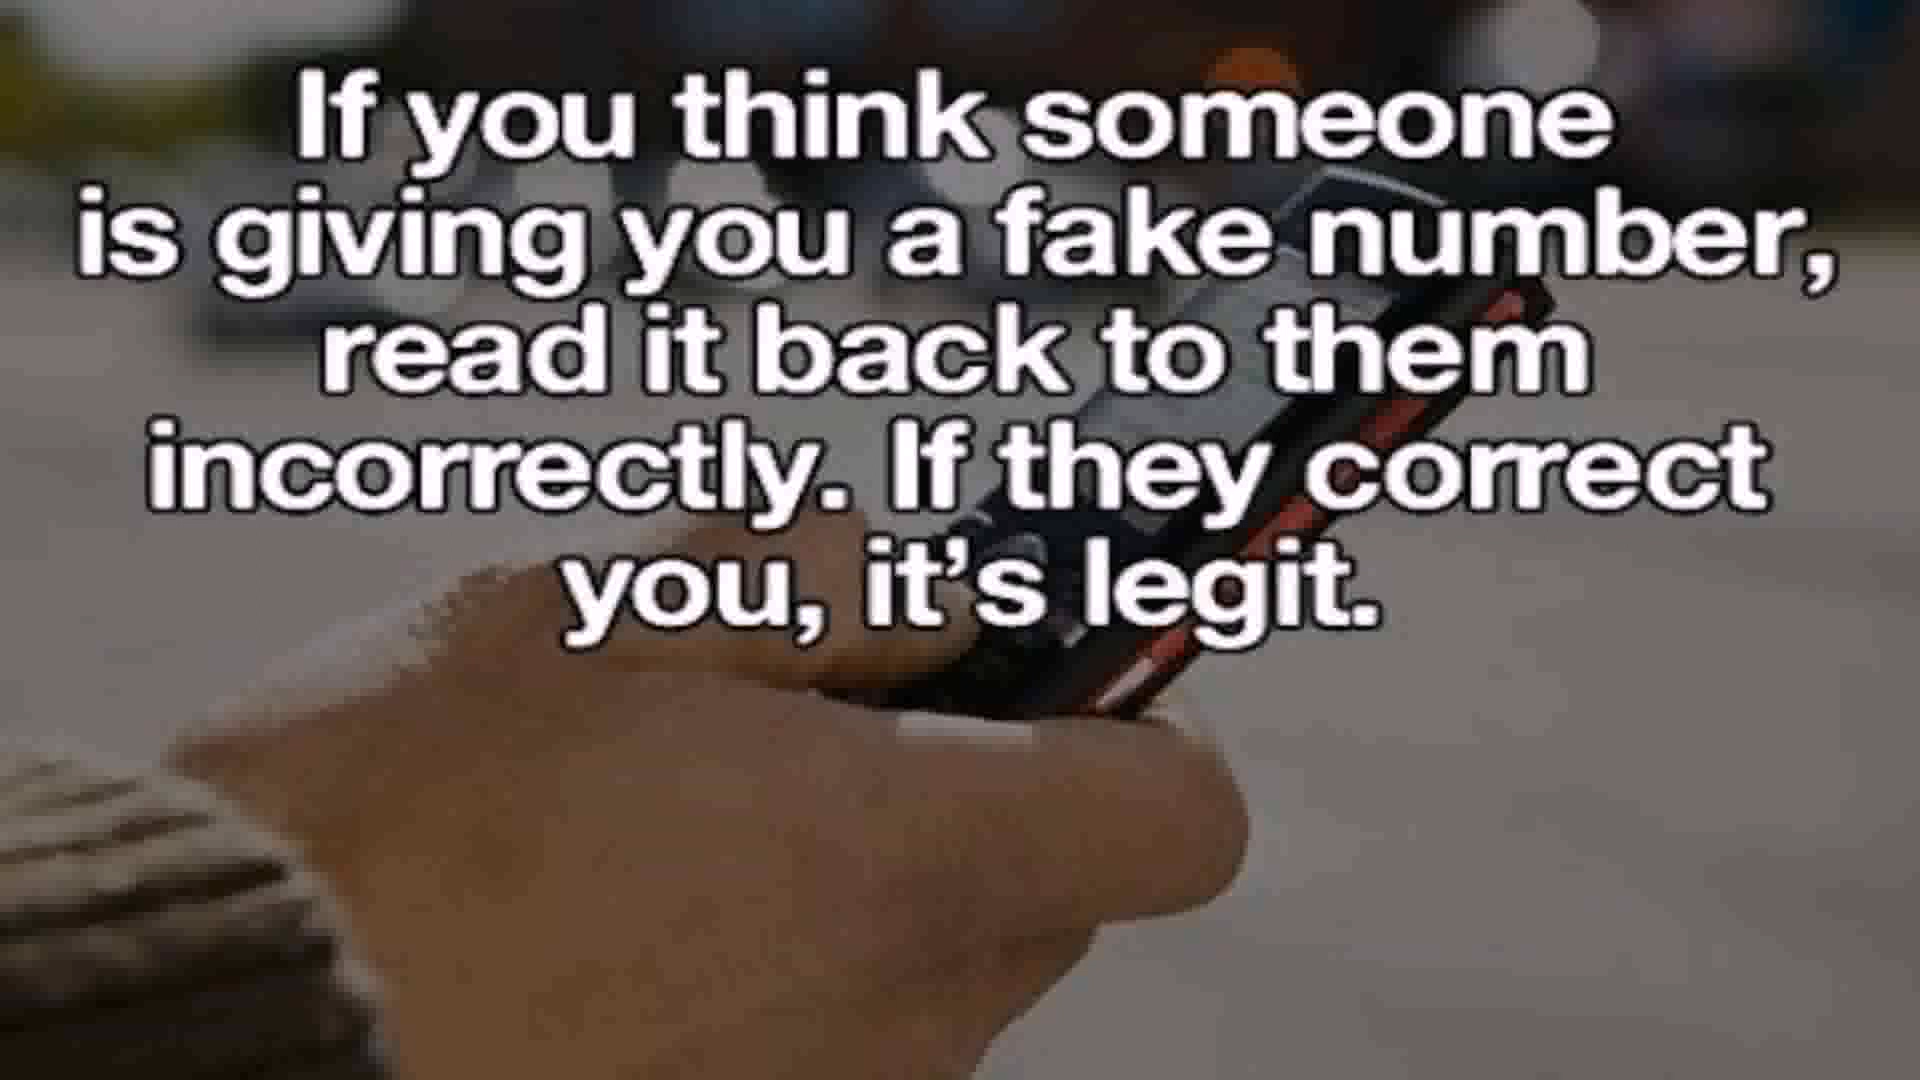 If you think someone
is giving you a fake number,
read it back to them
incorrectly. If they correct
you, it’s legit.